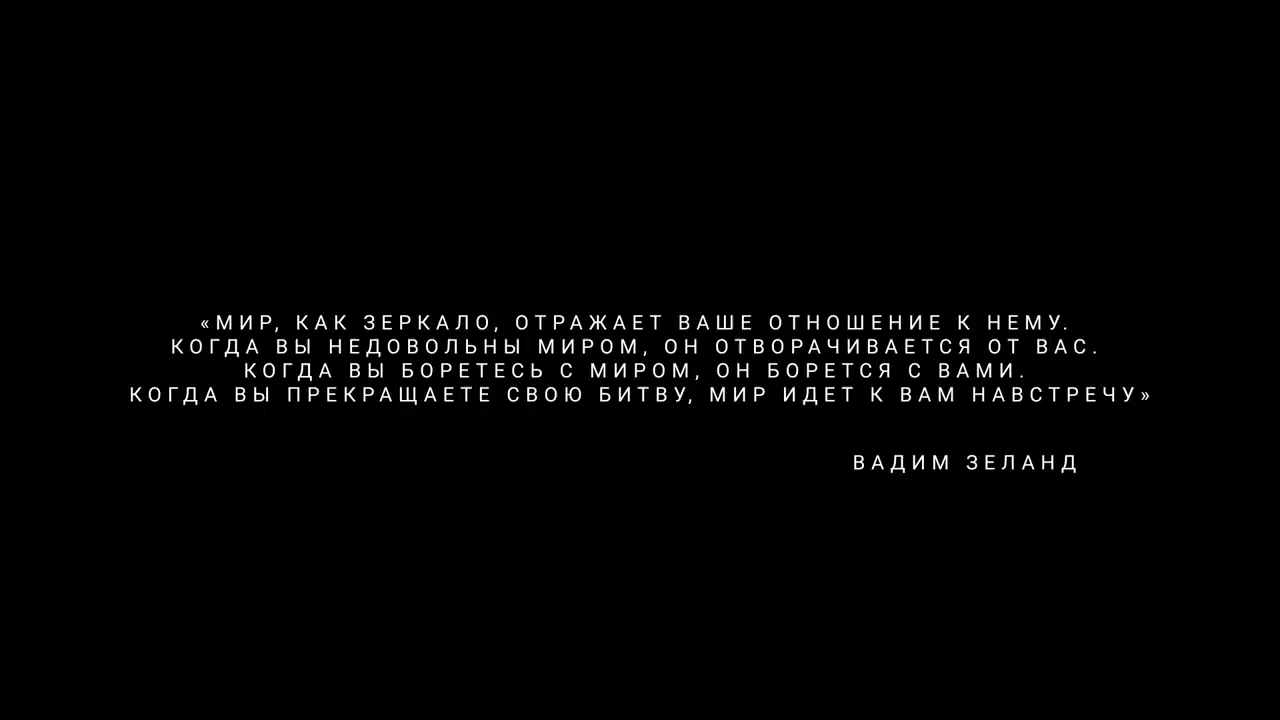 «МИР, КАК ЗЕРКАЛО, ОТРАЖАЕТ ВАШЕ ОТНОШЕНИЕ К НЕМУ.
КОГДА ВЫ НЕДОВОЛЬНЫ МИРОМ, ОН ОТВОРАЧИВАЕТСЯ ОТ ВАС.
КОГДА ВЫ БОРЕТЕСЬ С МИРОМ, ОН БОРЕТСЯ С ВАМИ.
КОГДА ВЫ ПРЕКРАЩАЕТЕ СВОЮ БИТВУ, МИР ИДЕТ К ВАМ НАВСТРЕЧУ»
ВАДИМ ЗЕЛАНД